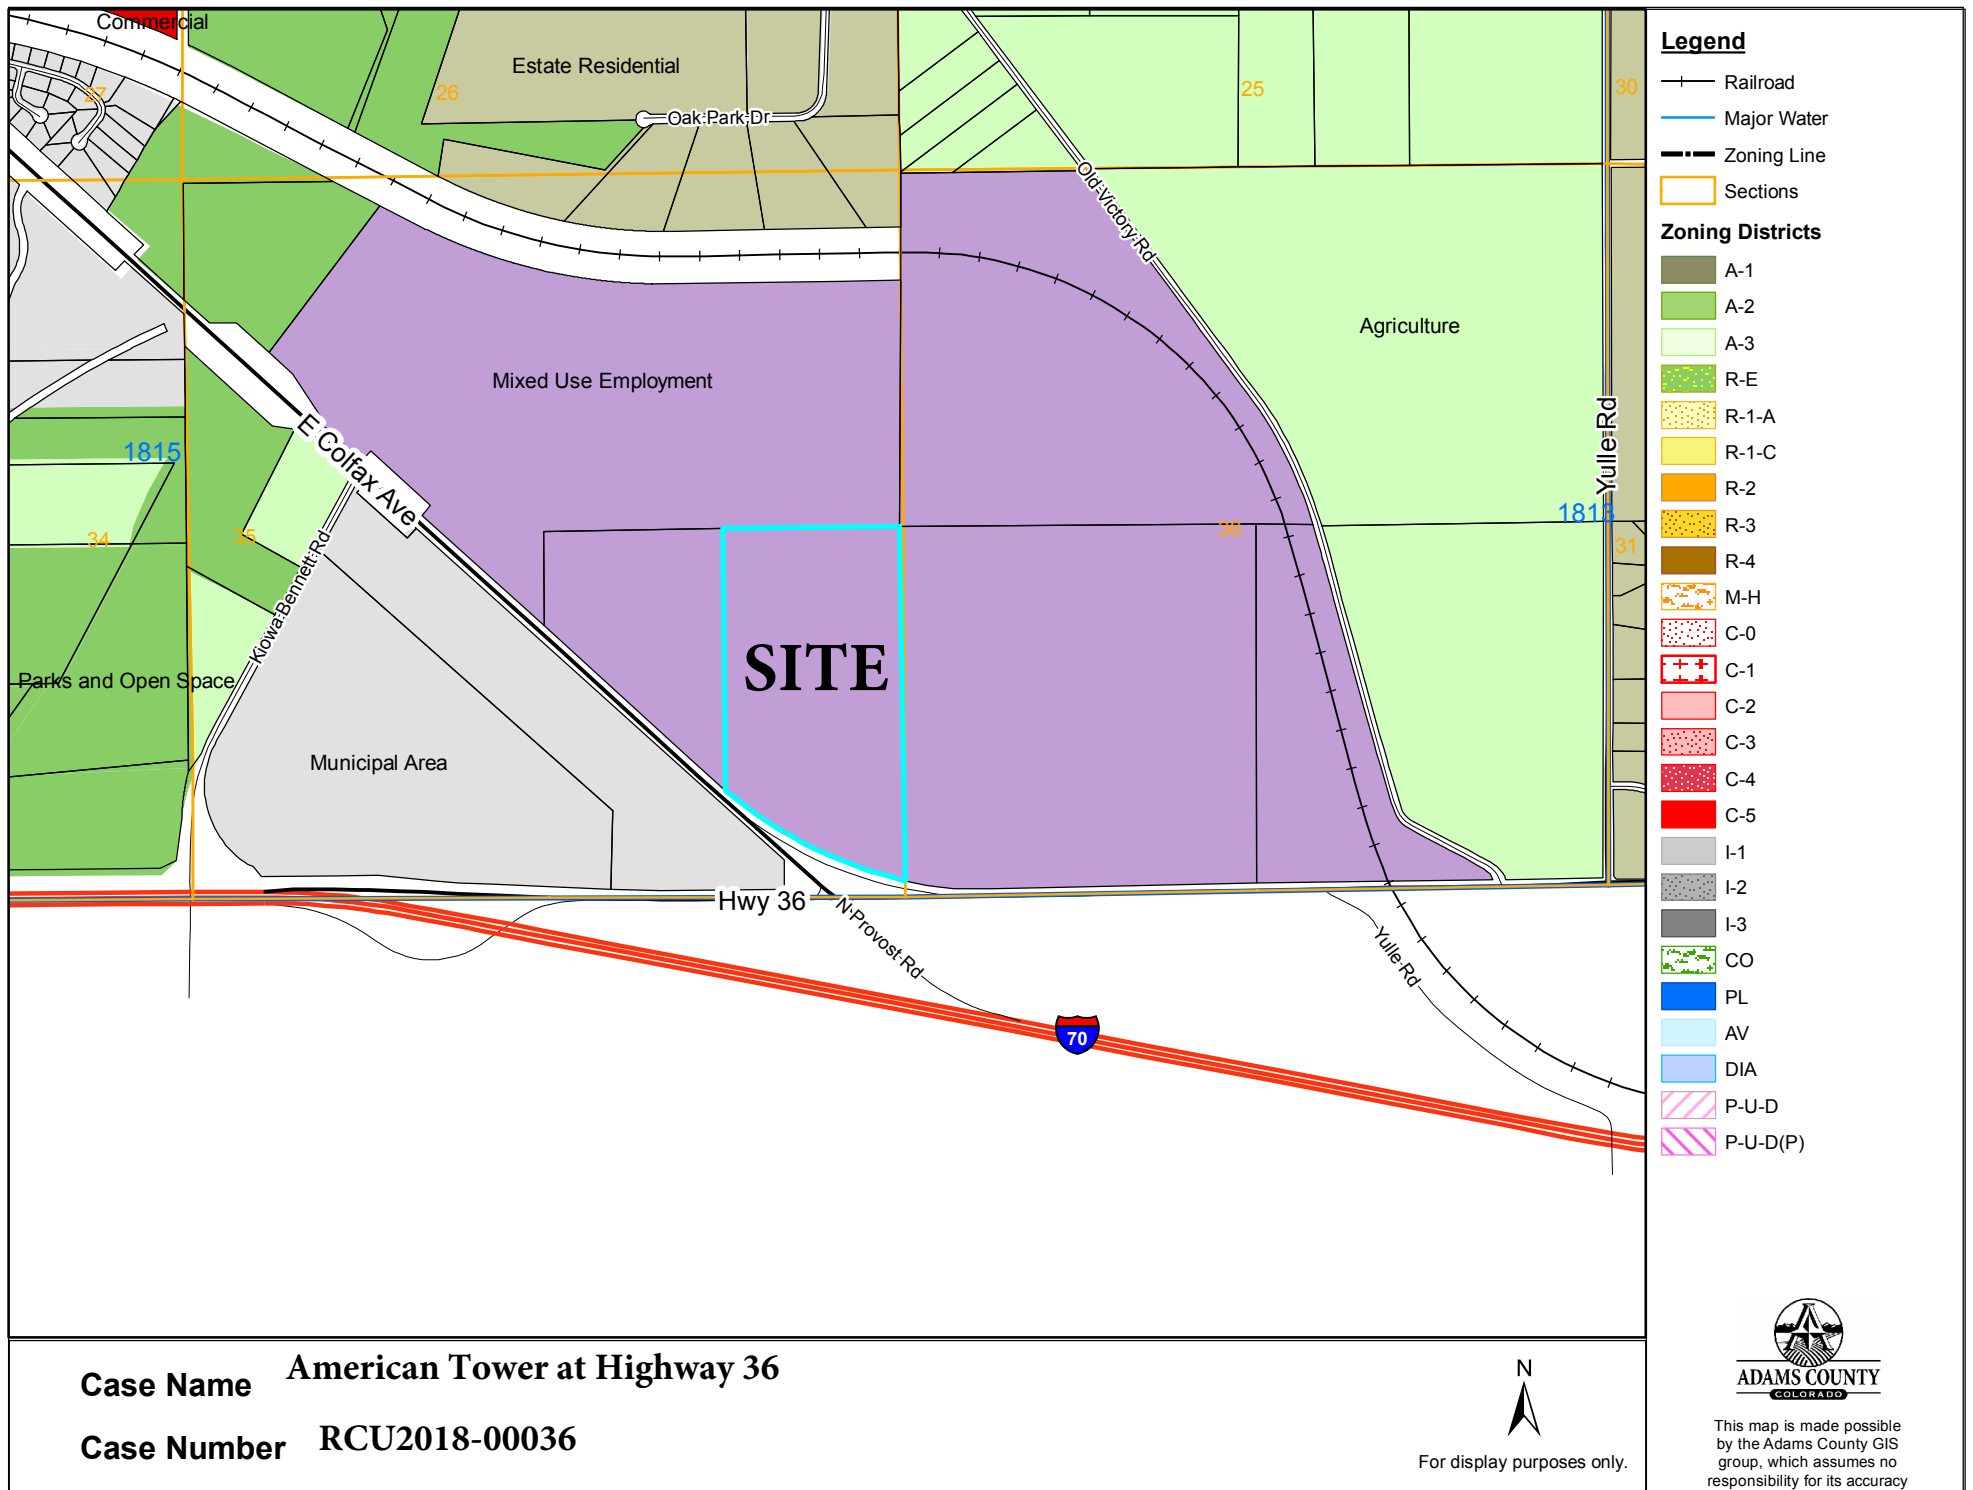 Commercial
Estate Residential
27
26
25
30
Oak Park Dr
Old Victory Rd
Agriculture
Mixed Use Employment
E Colfax Ave
Yulle Rd
1815
1813
34
35
36
31
Kiowa-Bennett Rd
SITE
Parks and Open Space
Municipal Area
Hwy 36
N Provost Rd
Yulle Rd
70
Legend
Railroad
Major Water
Zoning Line
Sections
Zoning Districts
A-1
A-2
A-3
R-E
R-1-A
R-1-C
R-2
R-3
R-4
M-H
C-0
C-1
C-2
C-3
C-4
C-5
I-1
I-2
I-3
CO
PL
AV
DIA
P-U-D
P-U-D(P)
Case Name American Tower at Highway 36
Case Number RCU2018-00036
N
For display purposes only.
ADAMS COUNTY
COLORADO
This map is made possible
by the Adams County GIS
group, which assumes no
responsibility for its accuracy